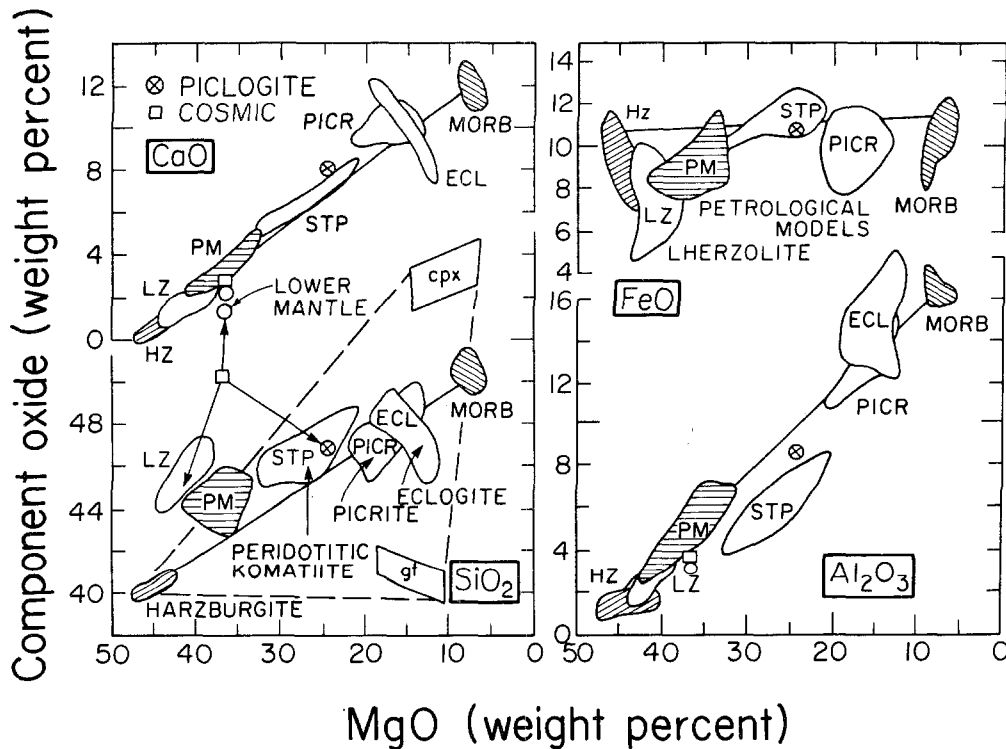 Component oxide (weight percent)
MgO (weight percent)
12
8
4
0
48
44
40
50
40
30
20
10
0
⊗ PICLOGITE
□ COSMIC
CaO
PICR
MORB
ECL
STP
PM
LZ
HZ
LOWER
MANTLE
cpx
MORB
ECL
LZ
STP
PICR
PM
ECLOGITE
PICRITE
PERIDOTITIC
KOMATIITE
gt
SiO₂
HARZBURGITE
14
12
10
8
6
4
16
12
8
4
0
50
40
30
20
10
0
Hz
STP
PM
PICR
LZ
PETROLOGICAL
MODELS
MORB
LHERZOLITE
FeO
ECL
MORB
PICR
PM
STP
HZ
LZ
Al₂O₃